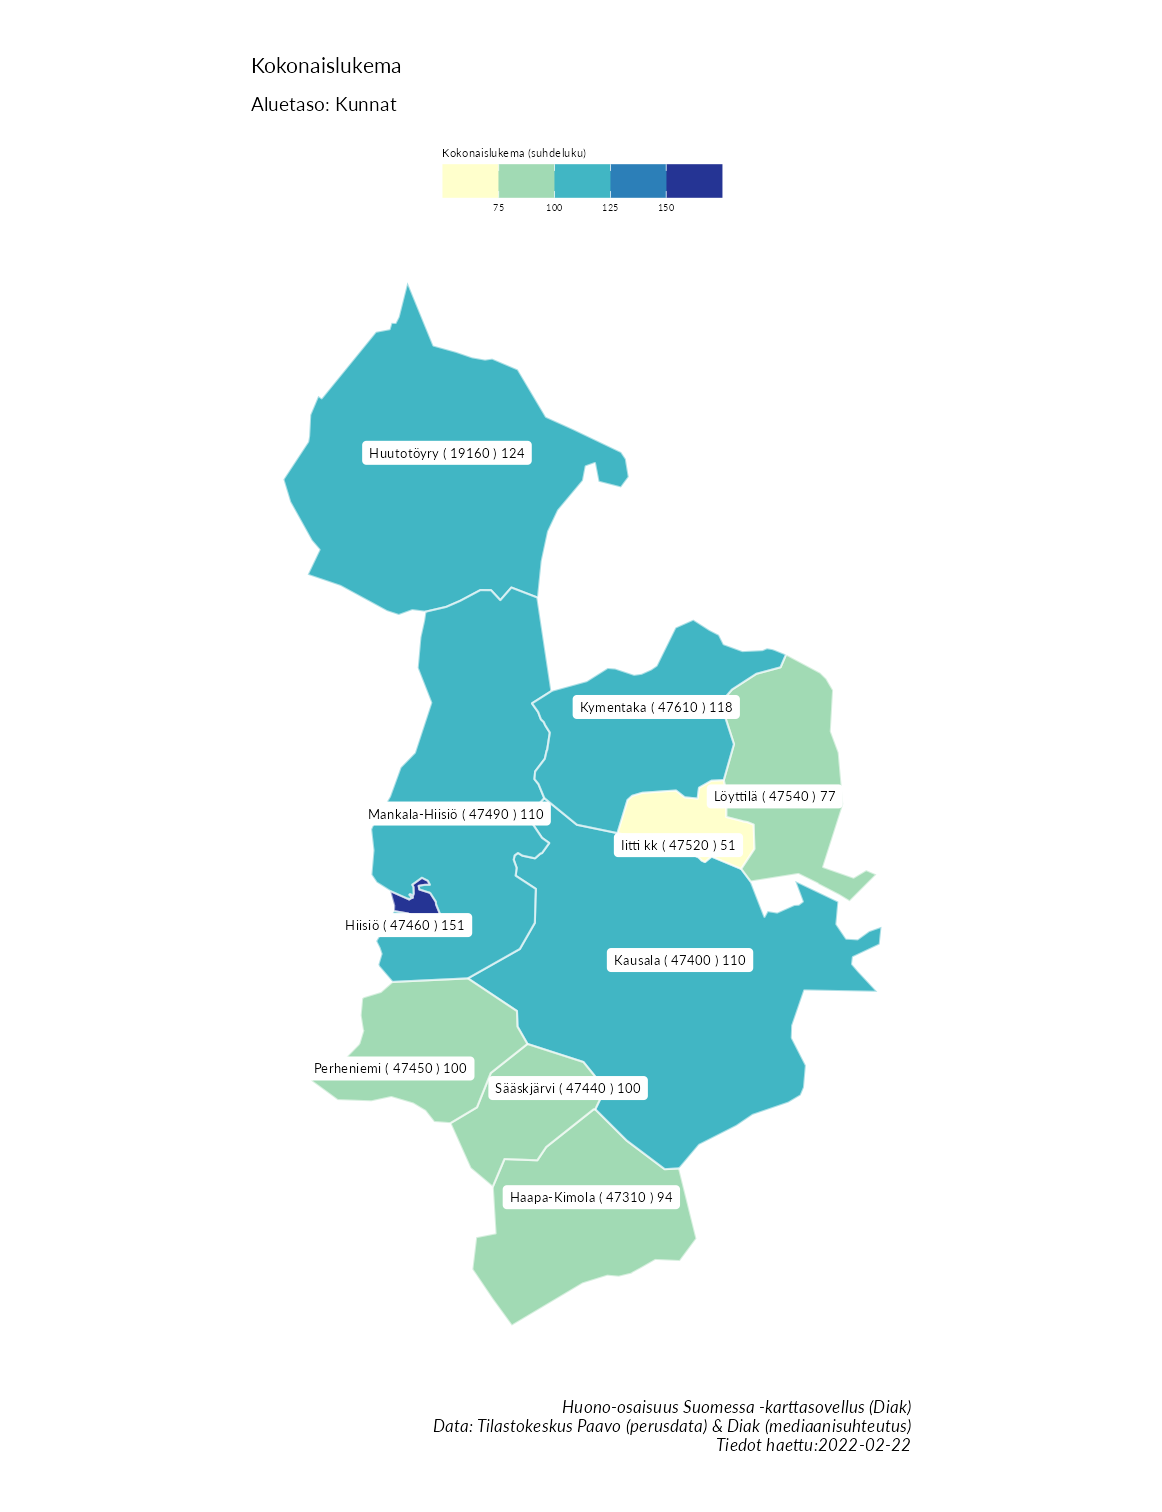 Kokonaislukema
Aluetaso: Kunnat
Kokonaislukema (suhdeluku)
75 100 125 150
Huutotöyry ( 19160 ) 124
Kymentaka ( 47610 ) 118
Löyttilä ( 47540 ) 77
Mankala-Hiisiö ( 47490 ) 110
Iitti kk ( 47520 ) 51
Hiisiö ( 47460 ) 151
Kausala ( 47400 ) 110
Perheniemi ( 47450 ) 100
Sääskjärvi ( 47440 ) 100
Haapa-Kimola ( 47310 ) 94
Huono-osaisuus Suomessa -karttasovellus (Diak)
Data: Tilastokeskus Paavo (perusdata) & Diak (mediaanisuhteutus)
Tiedot haettu:2022-02-22